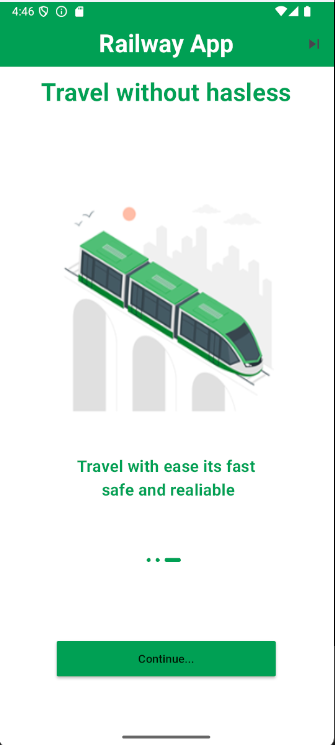 4:46
Railway App
Travel without hasless
Travel with ease its fast
safe and realiable
Continue...